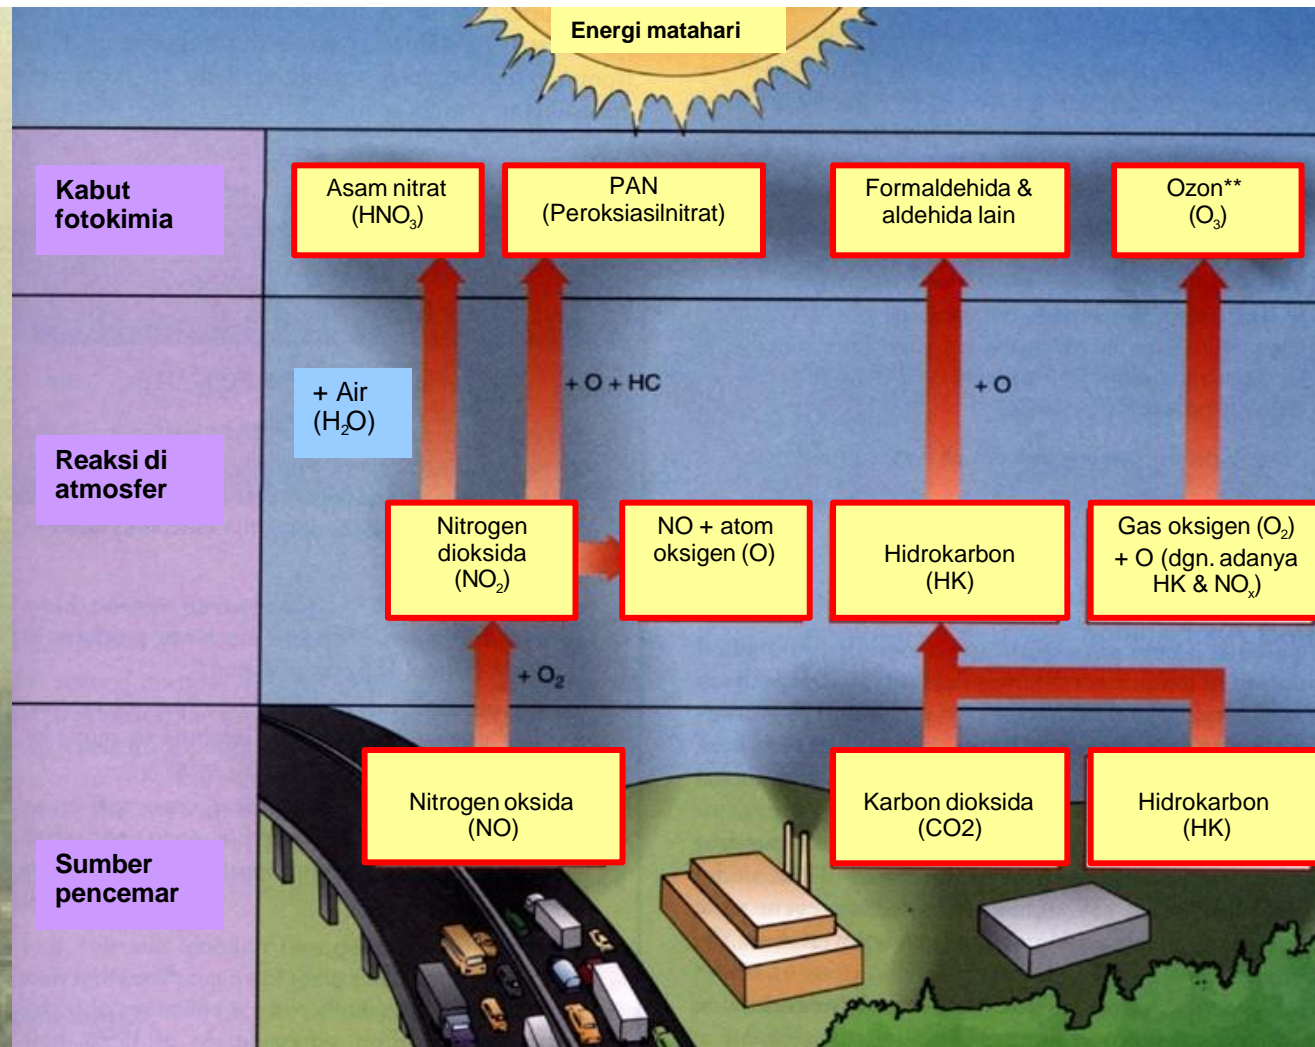 Energi matahari
Kabut
fotokimia
Asam nitrat
(HNO₃)
PAN
(Peroksiasilnitrat)
Formaldehida &
aldehida lain
Ozon**
(O₃)
+ Air
(H₂O)
+ O + HC
+ O
Reaksi di
atmosfer
Nitrogen
dioksida
(NO₂)
NO + atom
oksigen (O)
Hidrokarbon
(HK)
Gas oksigen (O₂)
+ O (dgn. adanya
HK & NOₓ)
+ O₂
Sumber
pencemar
Nitrogen oksida
(NO)
Karbon dioksida
(CO2)
Hidrokarbon
(HK)